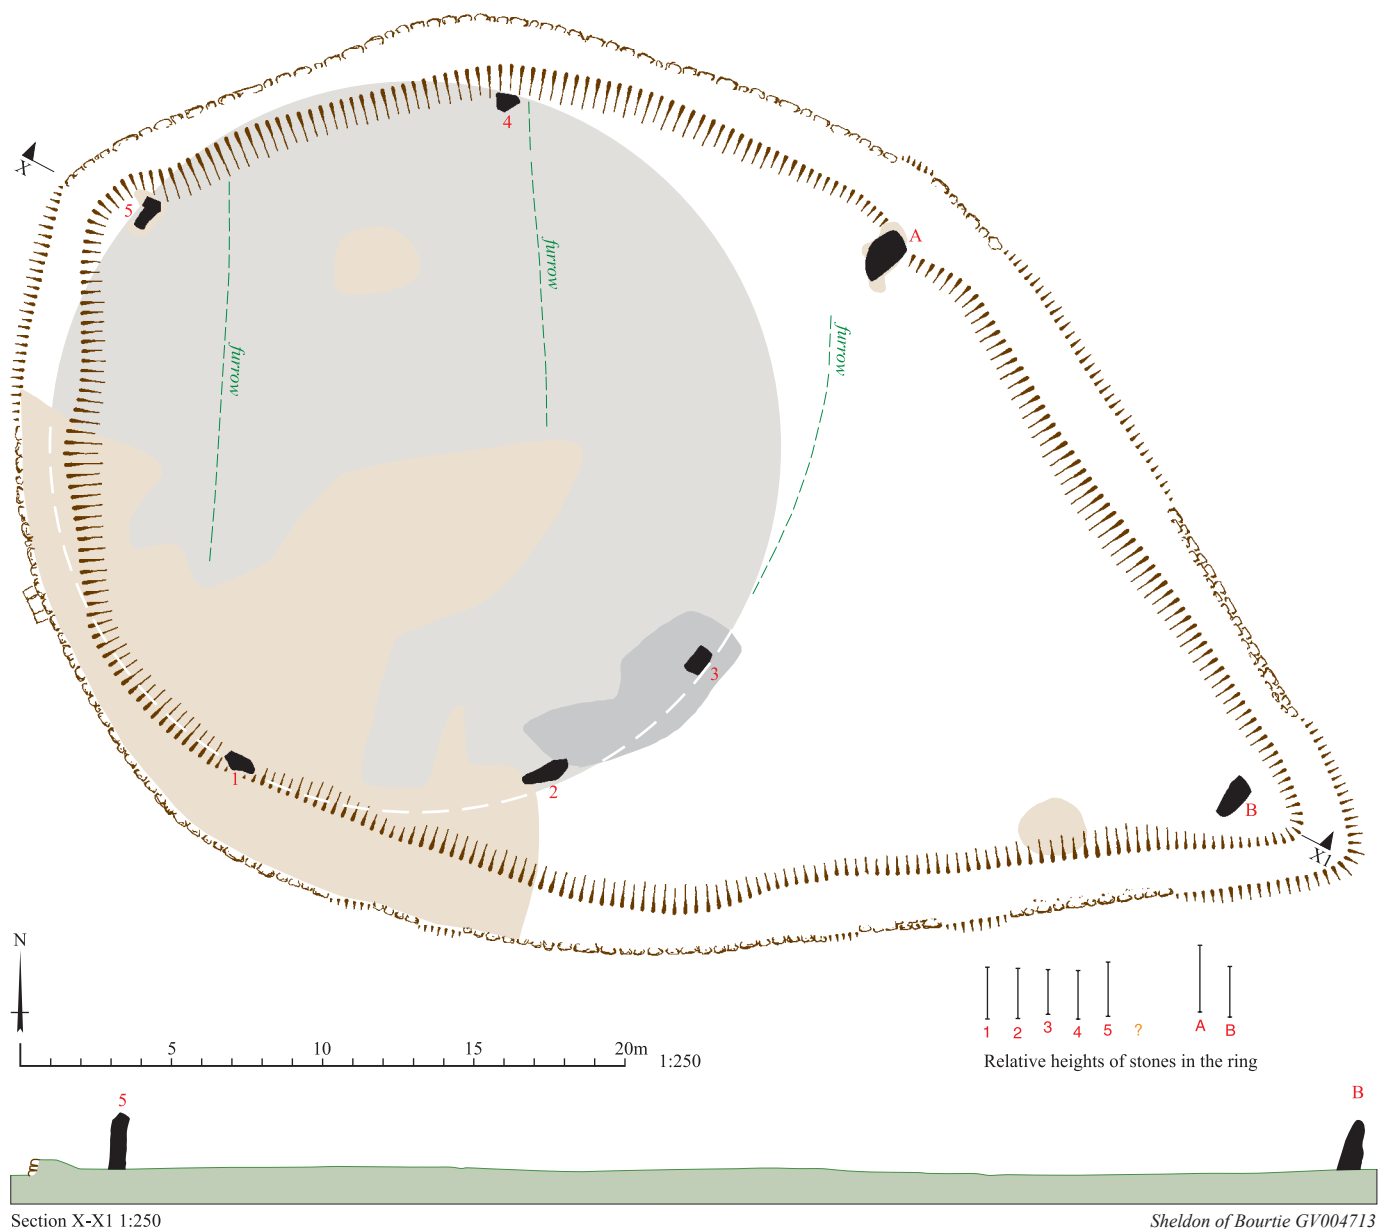 4
X
5
A
furrow
furrow
furrow
3
1
2
B
X1
N
5 10 15 20m 1:250
1 2 3 4 5 ? A B
Relative heights of stones in the ring
5 B
Section X-X1 1:250
Sheldon of Bourtie GV004713